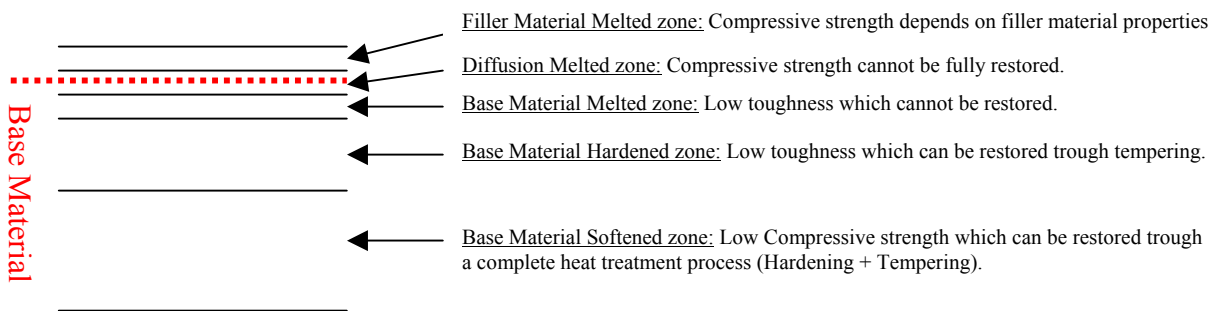 Filler Material Melted zone: Compressive strength depends on filler material properties
Diffusion Melted zone: Compressive strength cannot be fully restored.
Base Material Melted zone: Low toughness which cannot be restored.
Base Material Hardened zone: Low toughness which can be restored trough tempering.
Base Material Softened zone: Low Compressive strength which can be restored trough
a complete heat treatment process (Hardening + Tempering).
Base Material